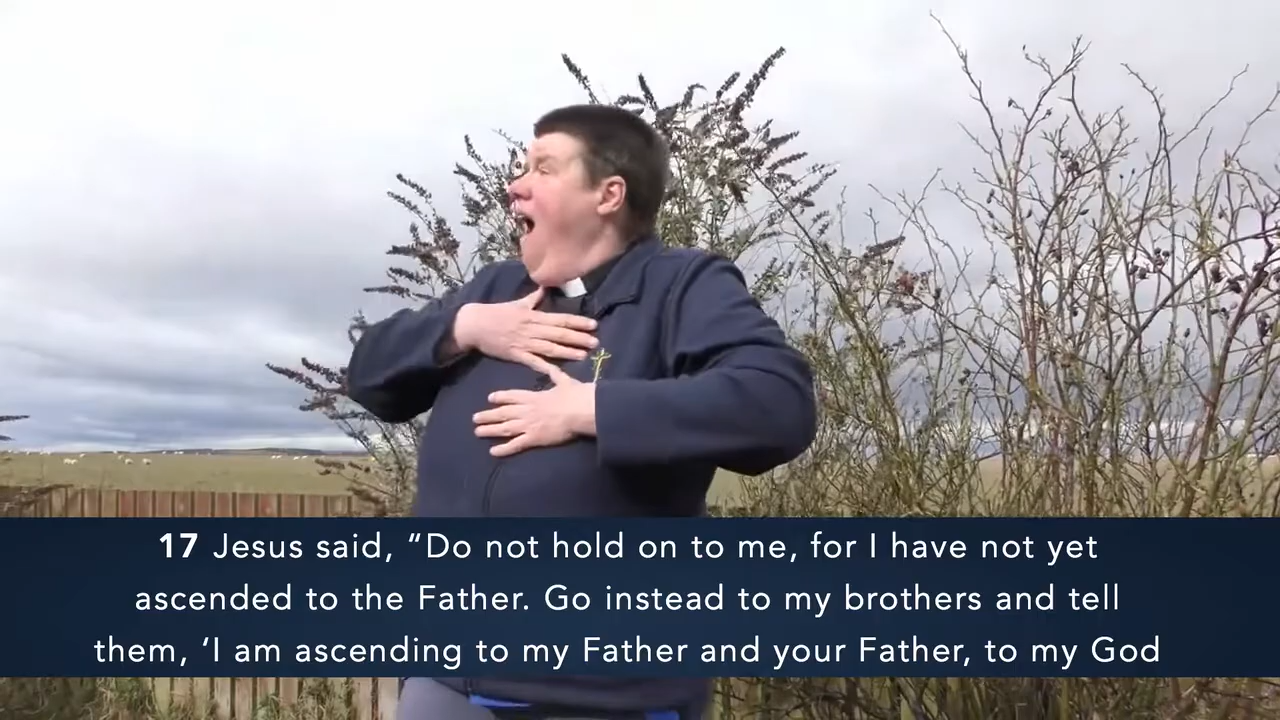 17 Jesus said, “Do not hold on to me, for I have not yet
ascended to the Father. Go instead to my brothers and tell
them, ‘I am ascending to my Father and your Father, to my God